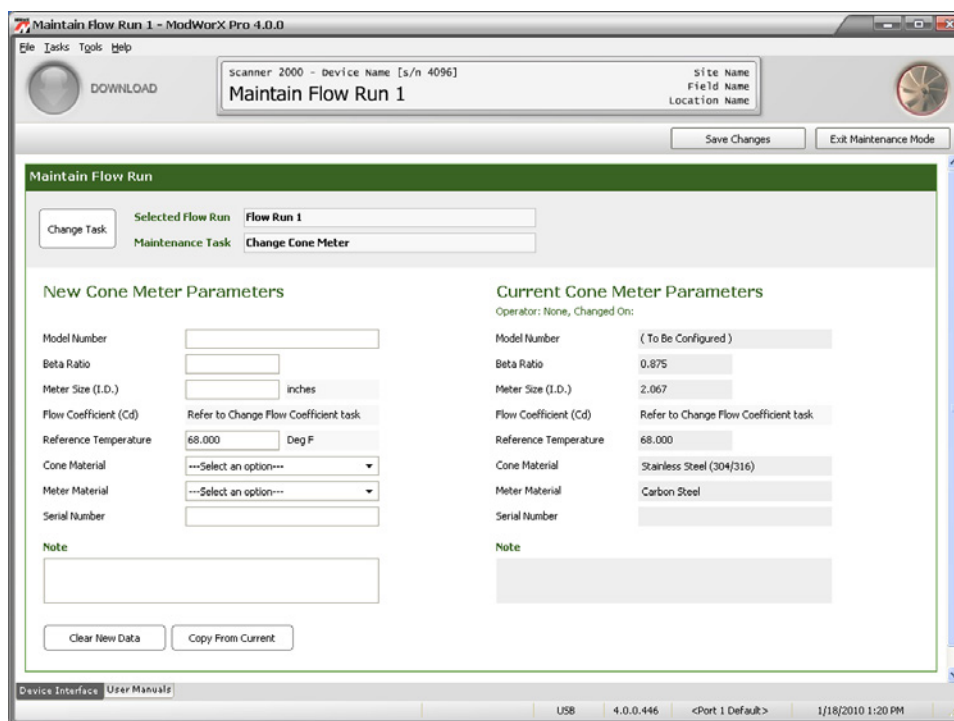 Maintain Flow Run 1 - ModWorX Pro 4.0.0
File Tasks Tools Help
DOWNLOAD
Scanner 2000 - Device Name [s/n 4096]
Maintain Flow Run 1
Site Name
Field Name
Location Name
Save Changes
Exit Maintenance Mode
Maintain Flow Run
Change Task
Selected Flow Run Flow Run 1
Maintenance Task Change Cone Meter
New Cone Meter Parameters
Model Number
Beta Ratio
Meter Size (I.D.) inches
Flow Coefficient (Cd) Refer to Change Flow Coefficient task
Reference Temperature 68.000 Deg F
Cone Material ---Select an option---
Meter Material ---Select an option---
Serial Number
Note
Clear New Data Copy From Current
Current Cone Meter Parameters
Operator: None, Changed On:
Model Number ( To Be Configured )
Beta Ratio 0.875
Meter Size (I.D.) 2.067
Flow Coefficient (Cd) Refer to Change Flow Coefficient task
Reference Temperature 68.000
Cone Material Stainless Steel (304/316)
Meter Material Carbon Steel
Serial Number
Note
Device Interface User Manuals
USB 4.0.0.446 <Port 1 Default> 1/18/2010 1:20 PM